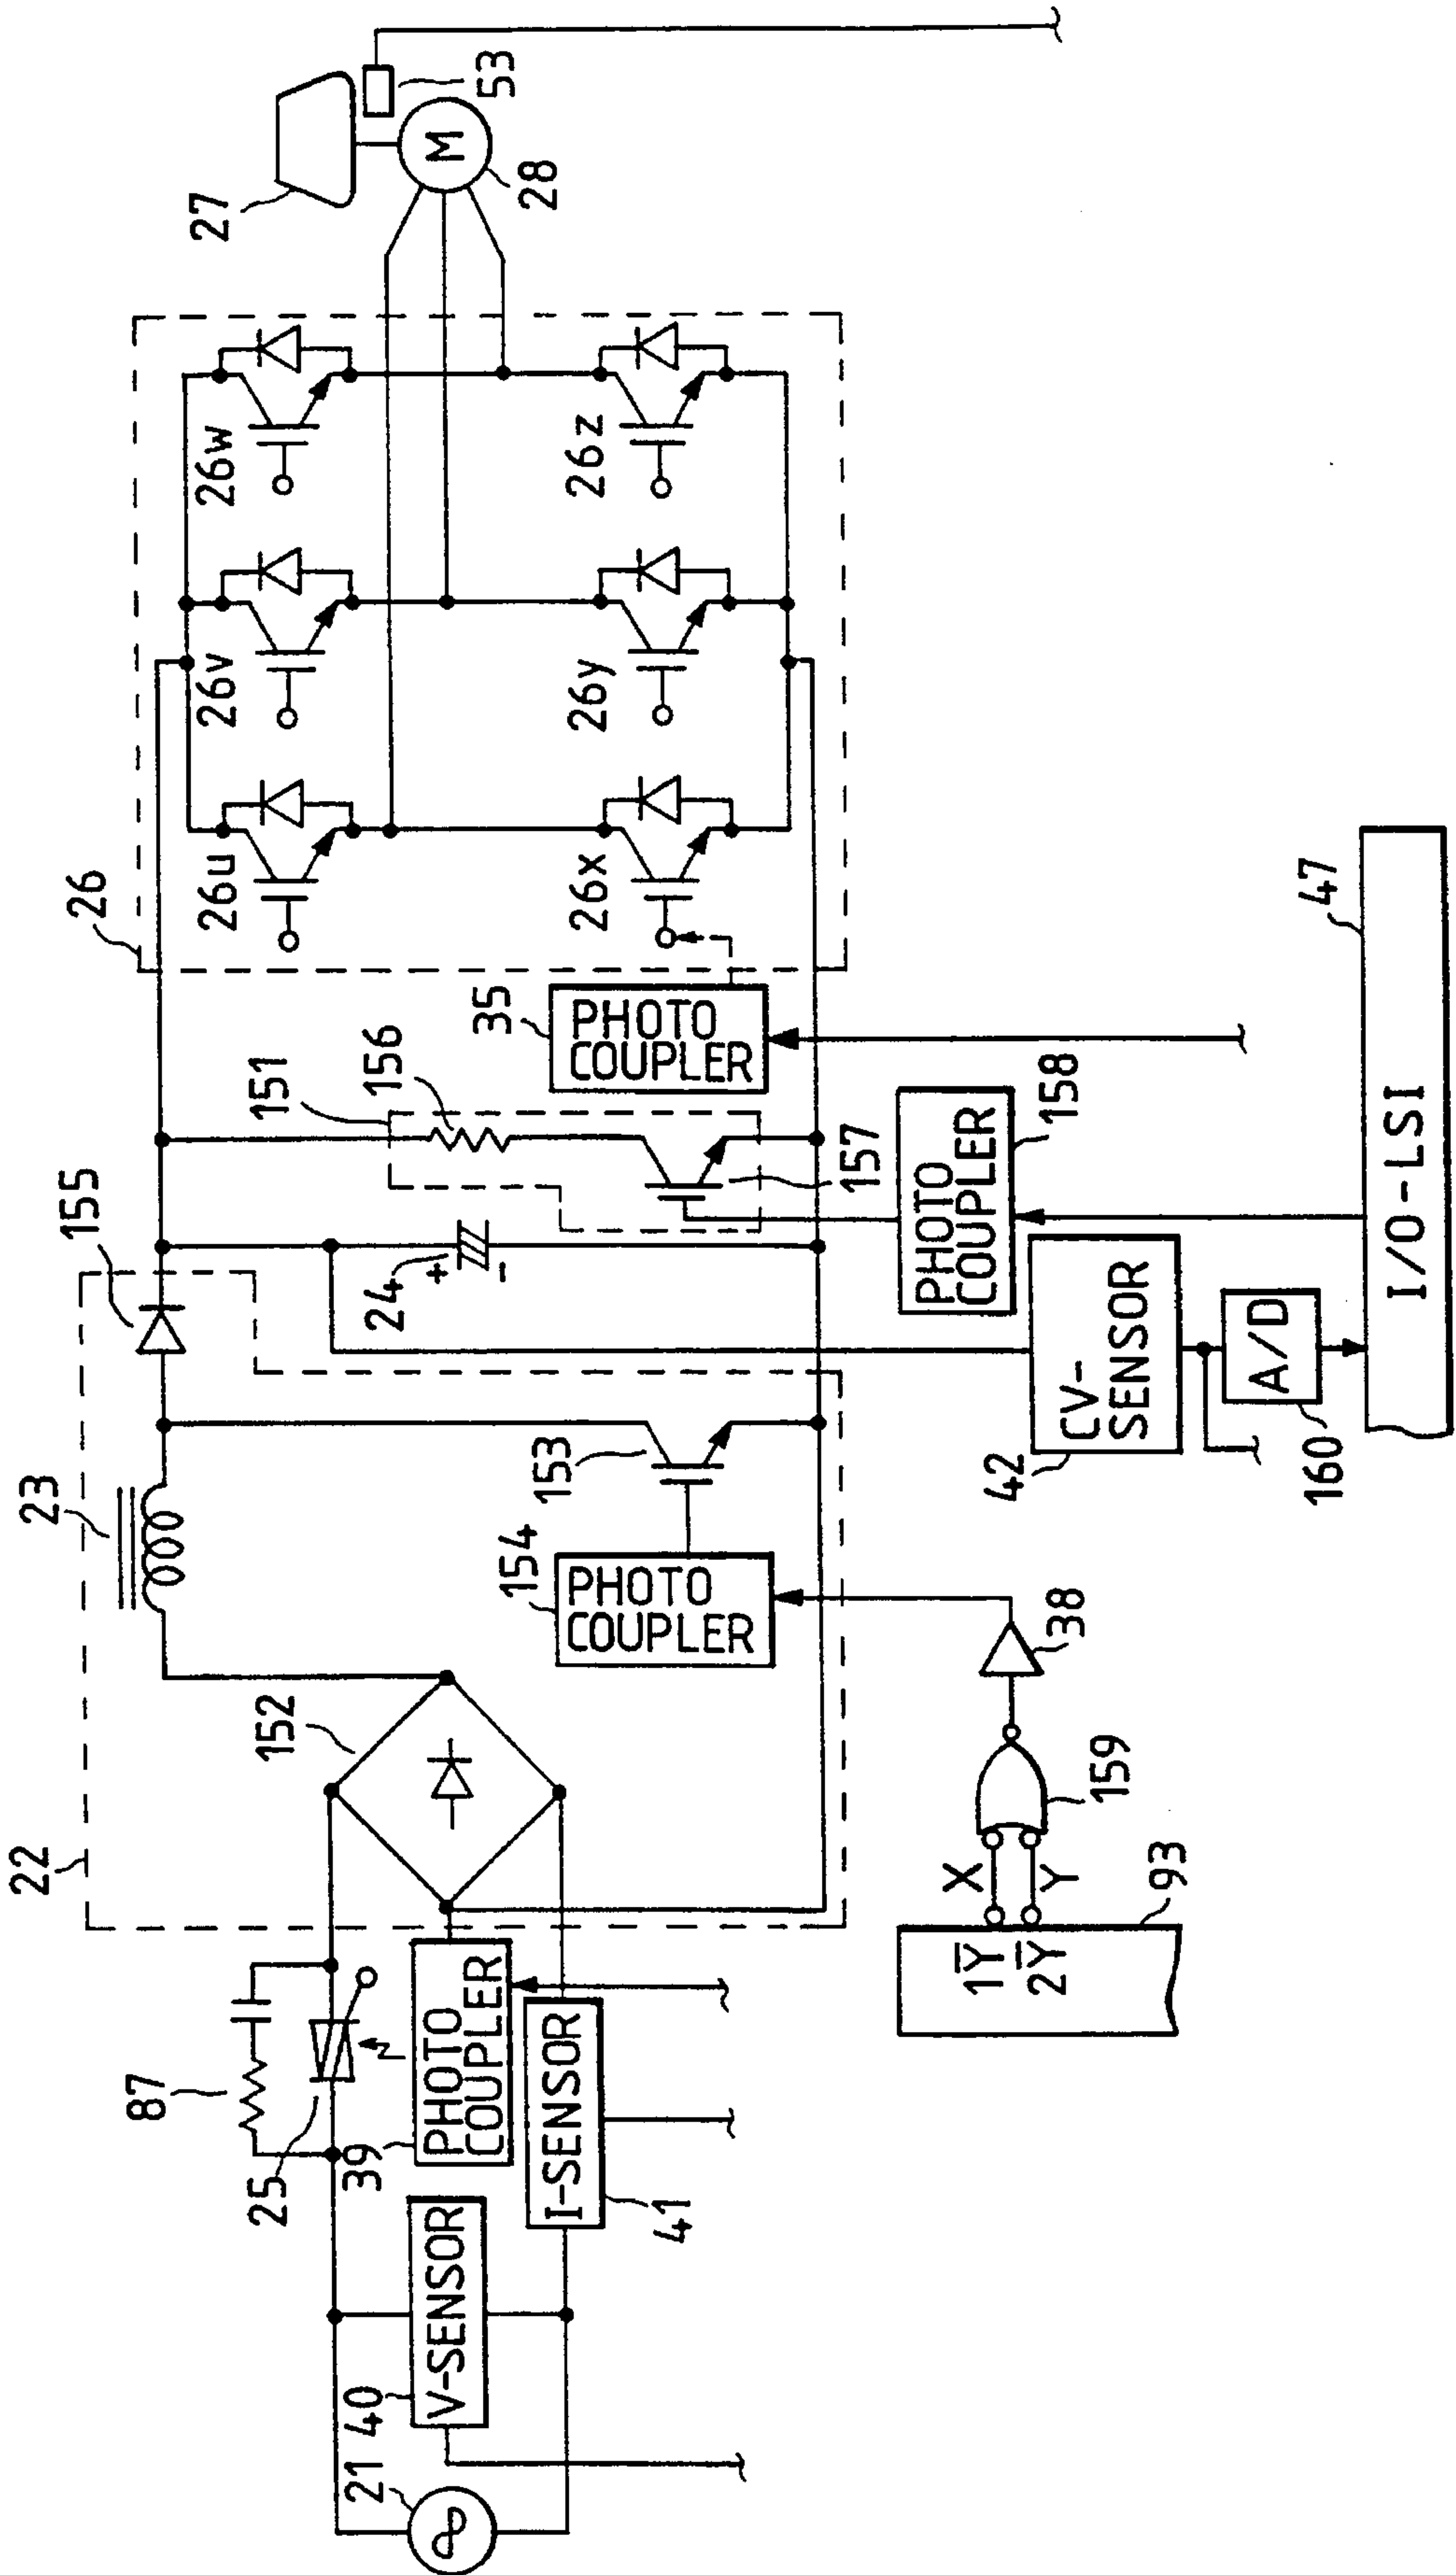 22
23
155
151
156
26
26u
26v
26w
27
53
M
28
87
25
39
PHOTO
COUPLER
152
21
40
V-SENSOR
I-SENSOR
41
154
PHOTO
COUPLER
153
24
+
-
157
35
PHOTO
COUPLER
26x
26y
26z
1Y̅
2Y̅
X
Y
93
159
38
42
CV-
SENSOR
PHOTO
COUPLER
158
A/D
160
I/O-LSI
47